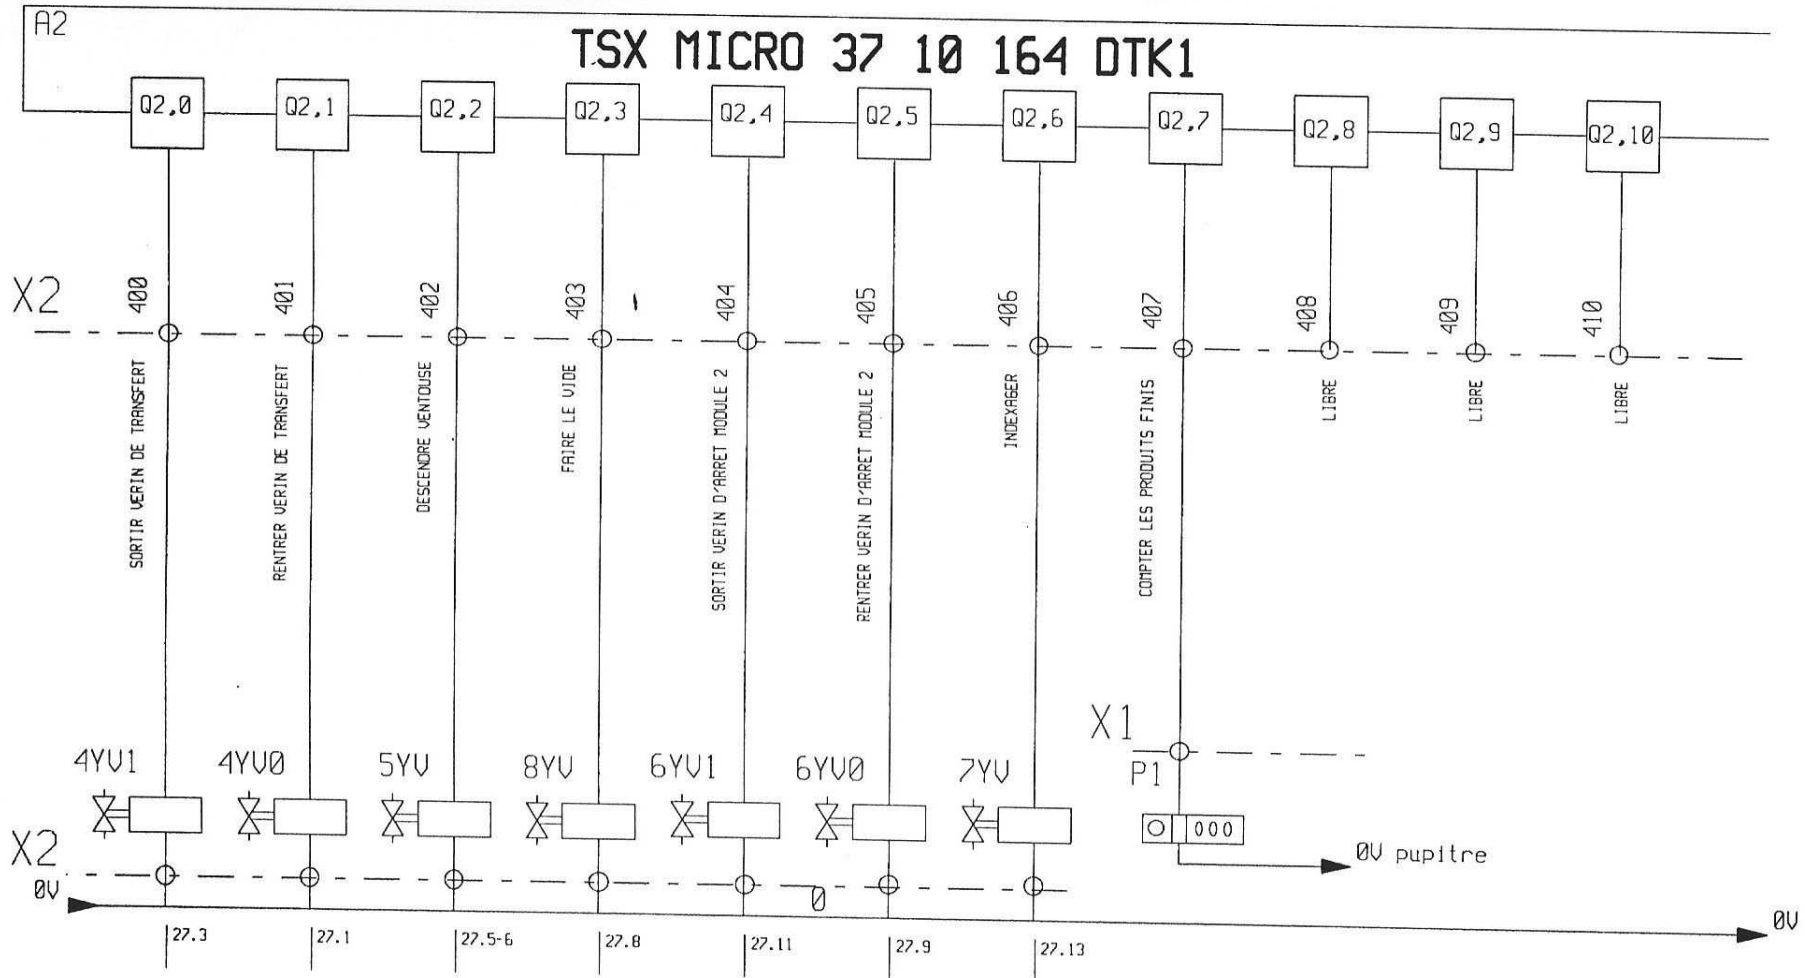 A2
TSX MICRO 37 10 164 DTK1
Q2,0 Q2,1 Q2,2 Q2,3 Q2,4 Q2,5 Q2,6 Q2,7 Q2,8 Q2,9 Q2,10
X2
400 401 402 403 404 405 406 407 408 409 410
SORTIR VERIN DE TRANSFERT
RENTRER VERIN DE TRANSFERT
DESCENDRE VENTOUSE
FAIRE LE VIDE
SORTIR VERIN D'ARRET MODULE 2
RENTRER VERIN D'ARRET MODULE 2
INDEXAGER
COMPTER LES PRODUITS FINIS
LIBRE
LIBRE
LIBRE
X1
4YV1 4YV0 5YV 8YV 6YV1 6YV0 7YV P1
000
0V pupitre
X2
0V
0
0V
27.3 27.1 27.5-6 27.8 27.11 27.9 27.13